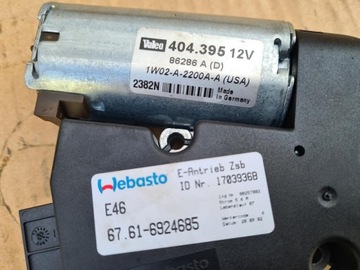 Valeo 404.395 12V
86286 A (D)
1W02-A-2200A-A (USA)
2382N Made in Germany
Webasto
E-Antrieb Zsb
ID Nr. 1703936B
E46
67.61-6924685
Webasto